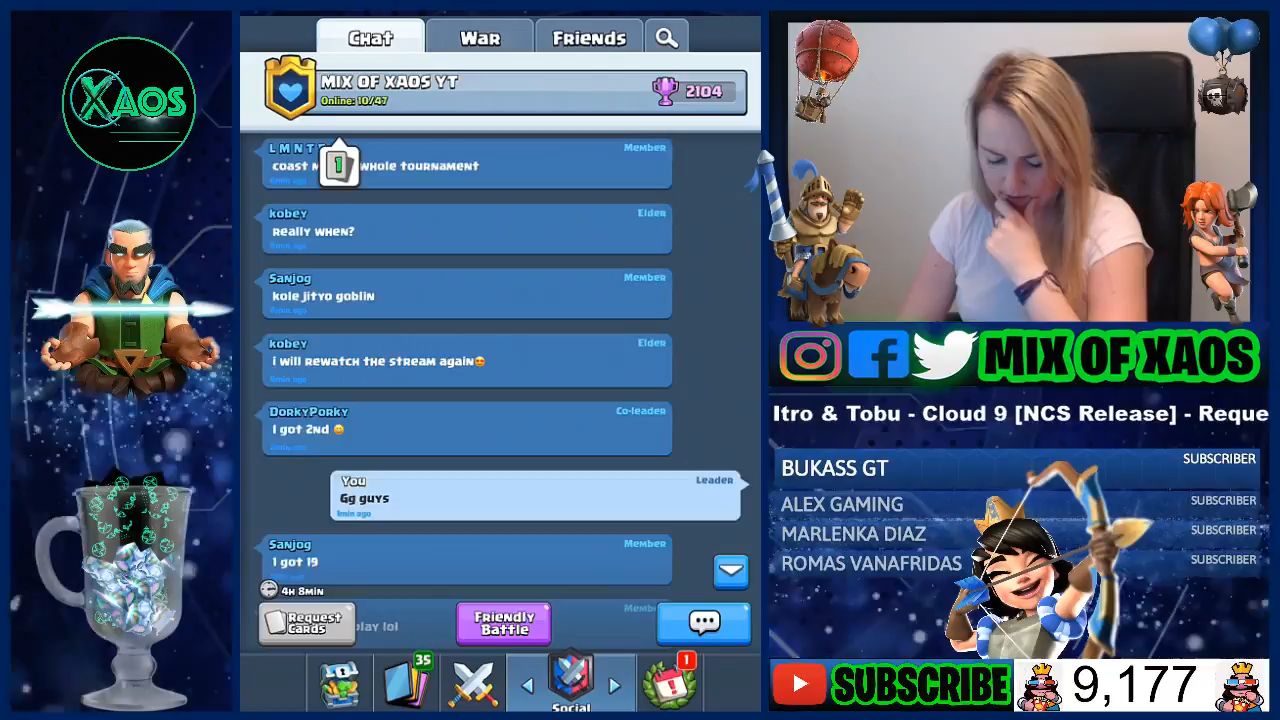 XAOS
Chat
War
Friends
MIX OF XAOS YT
Online: 10/47
2104
L M N T
Member
coast
whole tournament
1
kobey
Elder
really when?
Sanjog
Member
kole jityo goblin
kobey
Elder
i will rewatch the stream again😍
DorkyPorky
Co-leader
I got 2nd 😄
You
Leader
Gg guys
1min ago
Sanjog
Member
I got 19
4h 8min
Request
Cards
play lol
Friendly
Battle
35
Social
1
MIX OF XAOS
Itro & Tobu - Cloud 9 [NCS Release] - Reque
BUKASS GT SUBSCRIBER
ALEX GAMING SUBSCRIBER
MARLENKA DIAZ SUBSCRIBER
ROMAS VANAFRIDAS SUBSCRIBER
SUBSCRIBE
9,177